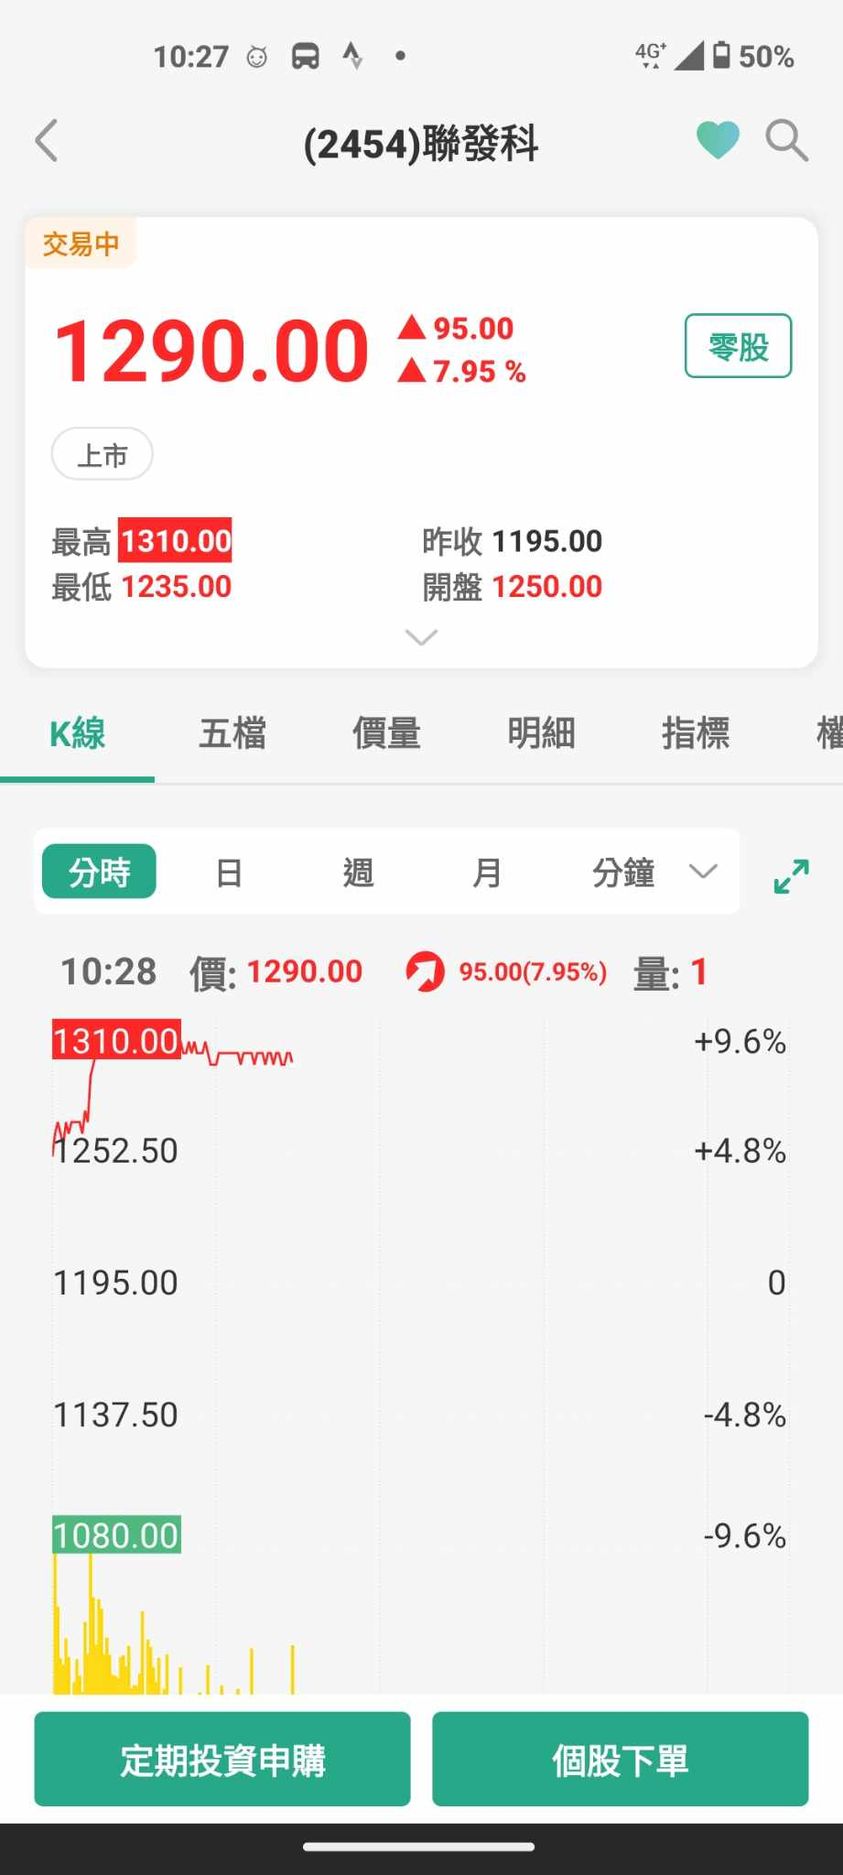 10:27 4G+ 50%
(2454)聯發科
交易中
1290.00 ▲95.00
▲7.95 %
零股
上市
最高 1310.00 昨收 1195.00
最低 1235.00 開盤 1250.00
K線 五檔 價量 明細 指標
分時 日 週 月 分鐘
10:28 價: 1290.00 95.00(7.95%) 量: 1
1310.00 +9.6%
1252.50 +4.8%
1195.00 0
1137.50 -4.8%
1080.00 -9.6%
定期投資申購 個股下單